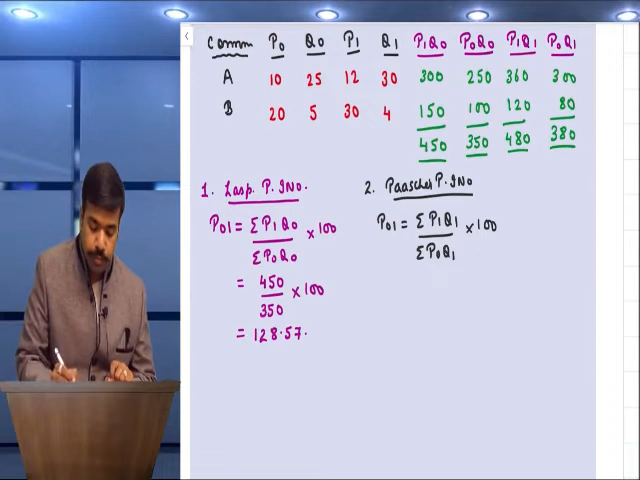 Comm P0 Q0 P1 Q1 P1Q0 P0Q0 P1Q1 P0Q1
A 10 25 12 30 300 250 360 300
B 20 5 30 4 150 100 120 80
450 350 480 380
1. Lasp. P. INo.
P01 = ΣP1Q0 / ΣP0Q0 × 100
= 450 / 350 × 100
= 128.57.
2. Paasches P. INo
P01 = ΣP1Q1 / ΣP0Q1 × 100